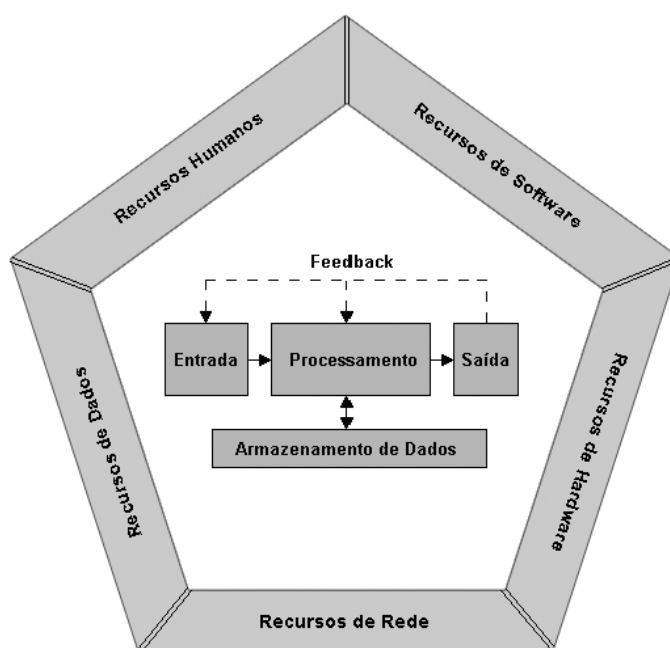 Recursos Humanos
Recursos de Software
Feedback
Entrada
Processamento
Saída
Armazenamento de Dados
Recursos de Dados
Recursos de Hardware
Recursos de Rede